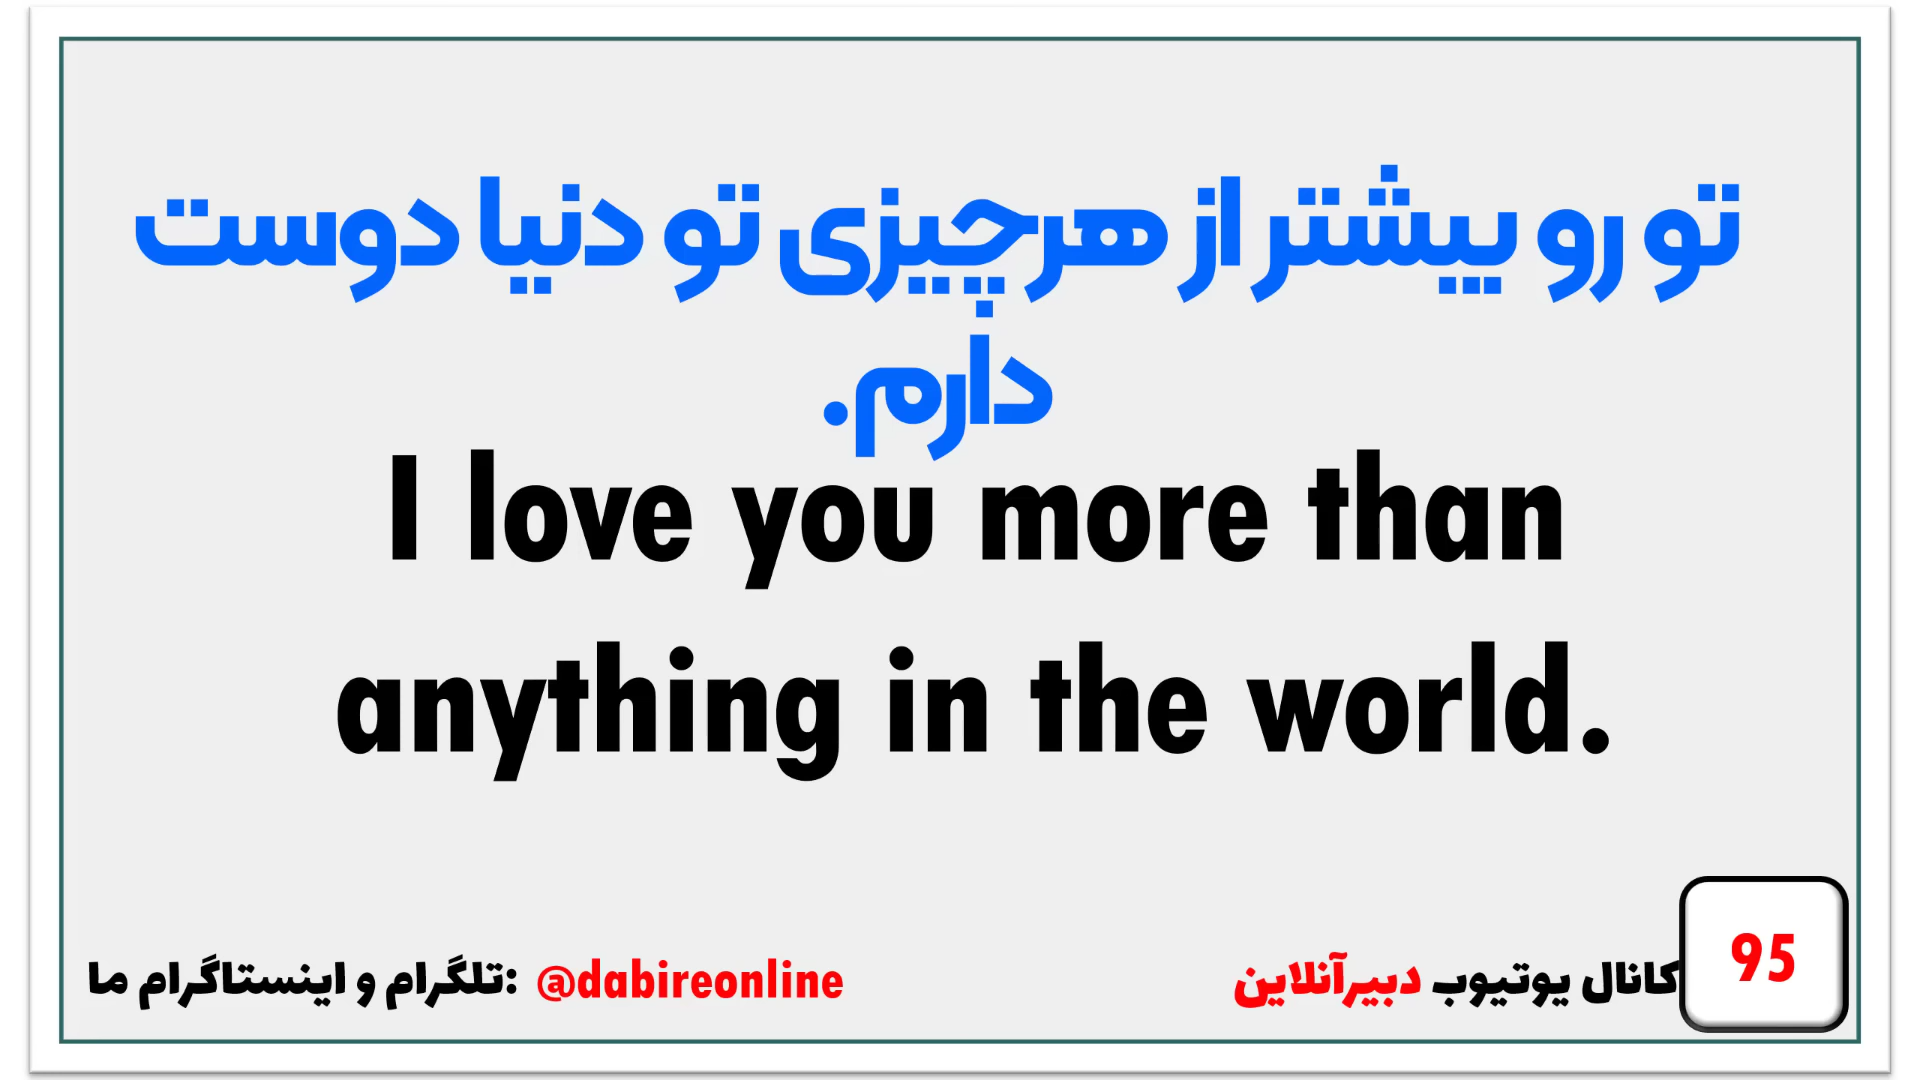 تو رو بیشتر از هرچیزی تو دنیا دوست
دارم.
I love you more than
anything in the world.
95
کانال یوتیوب دبیرآنلاین
تلگرام و اینستاگرام ما: @dabireonline